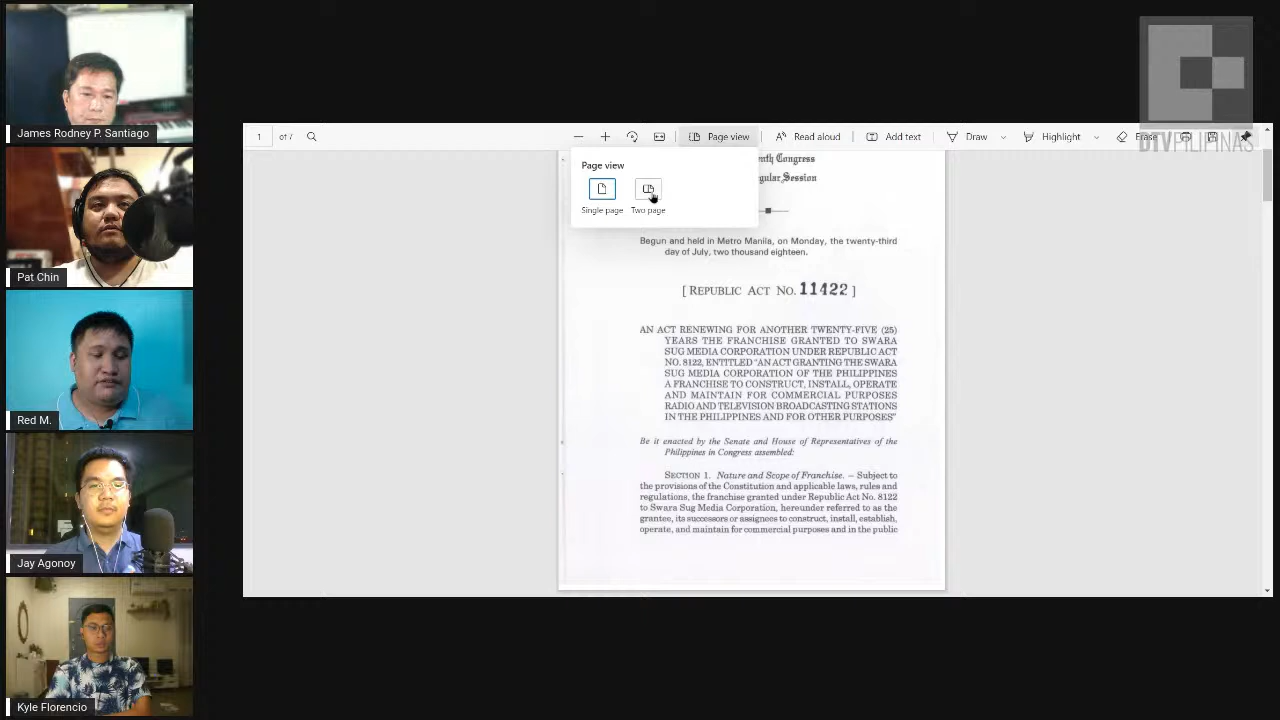 James Rodney P. Santiago
Pat Chin
Red M.
Jay Agonoy
Kyle Florencio
DTVPILIPINAS
1 of 7
Page view
Read aloud
Add text
Draw
Highlight
Erase
Page view
Single page
Two page
Congress
Session
Begun and held in Metro Manila, on Monday, the twenty-third
day of July, two thousand eighteen.
[ REPUBLIC ACT NO. 11422 ]
AN ACT RENEWING FOR ANOTHER TWENTY-FIVE (25)
YEARS THE FRANCHISE GRANTED TO SWARA
SUG MEDIA CORPORATION UNDER REPUBLIC ACT
NO. 8122, ENTITLED "AN ACT GRANTING THE SWARA
SUG MEDIA CORPORATION OF THE PHILIPPINES
A FRANCHISE TO CONSTRUCT, INSTALL, OPERATE
AND MAINTAIN FOR COMMERCIAL PURPOSES
RADIO AND TELEVISION BROADCASTING STATIONS
IN THE PHILIPPINES AND FOR OTHER PURPOSES"
Be it enacted by the Senate and House of Representatives of the
Philippines in Congress assembled:
SECTION 1. Nature and Scope of Franchise. – Subject to
the provisions of the Constitution and applicable laws, rules and
regulations, the franchise granted under Republic Act No. 8122
to Swara Sug Media Corporation, hereunder referred to as the
grantee, its successors or assignees to construct, install, establish,
operate, and maintain for commercial purposes and in the public